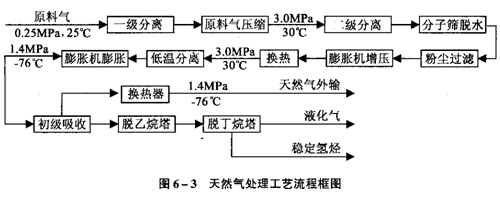 原料气
0.25MPa,25℃
一级分离
原料气压缩
3.0MPa
30℃
二级分离
分子筛脱水
1.4MPa
-76℃
膨胀机膨胀
低温分离
3.0MPa
30℃
换热
膨胀机增压
粉尘过滤
换热器
1.4MPa
-76℃
天然气外输
初级吸收
脱乙烷塔
脱丁烷塔
液化气
稳定氢烃
图6-3 天然气处理工艺流程框图